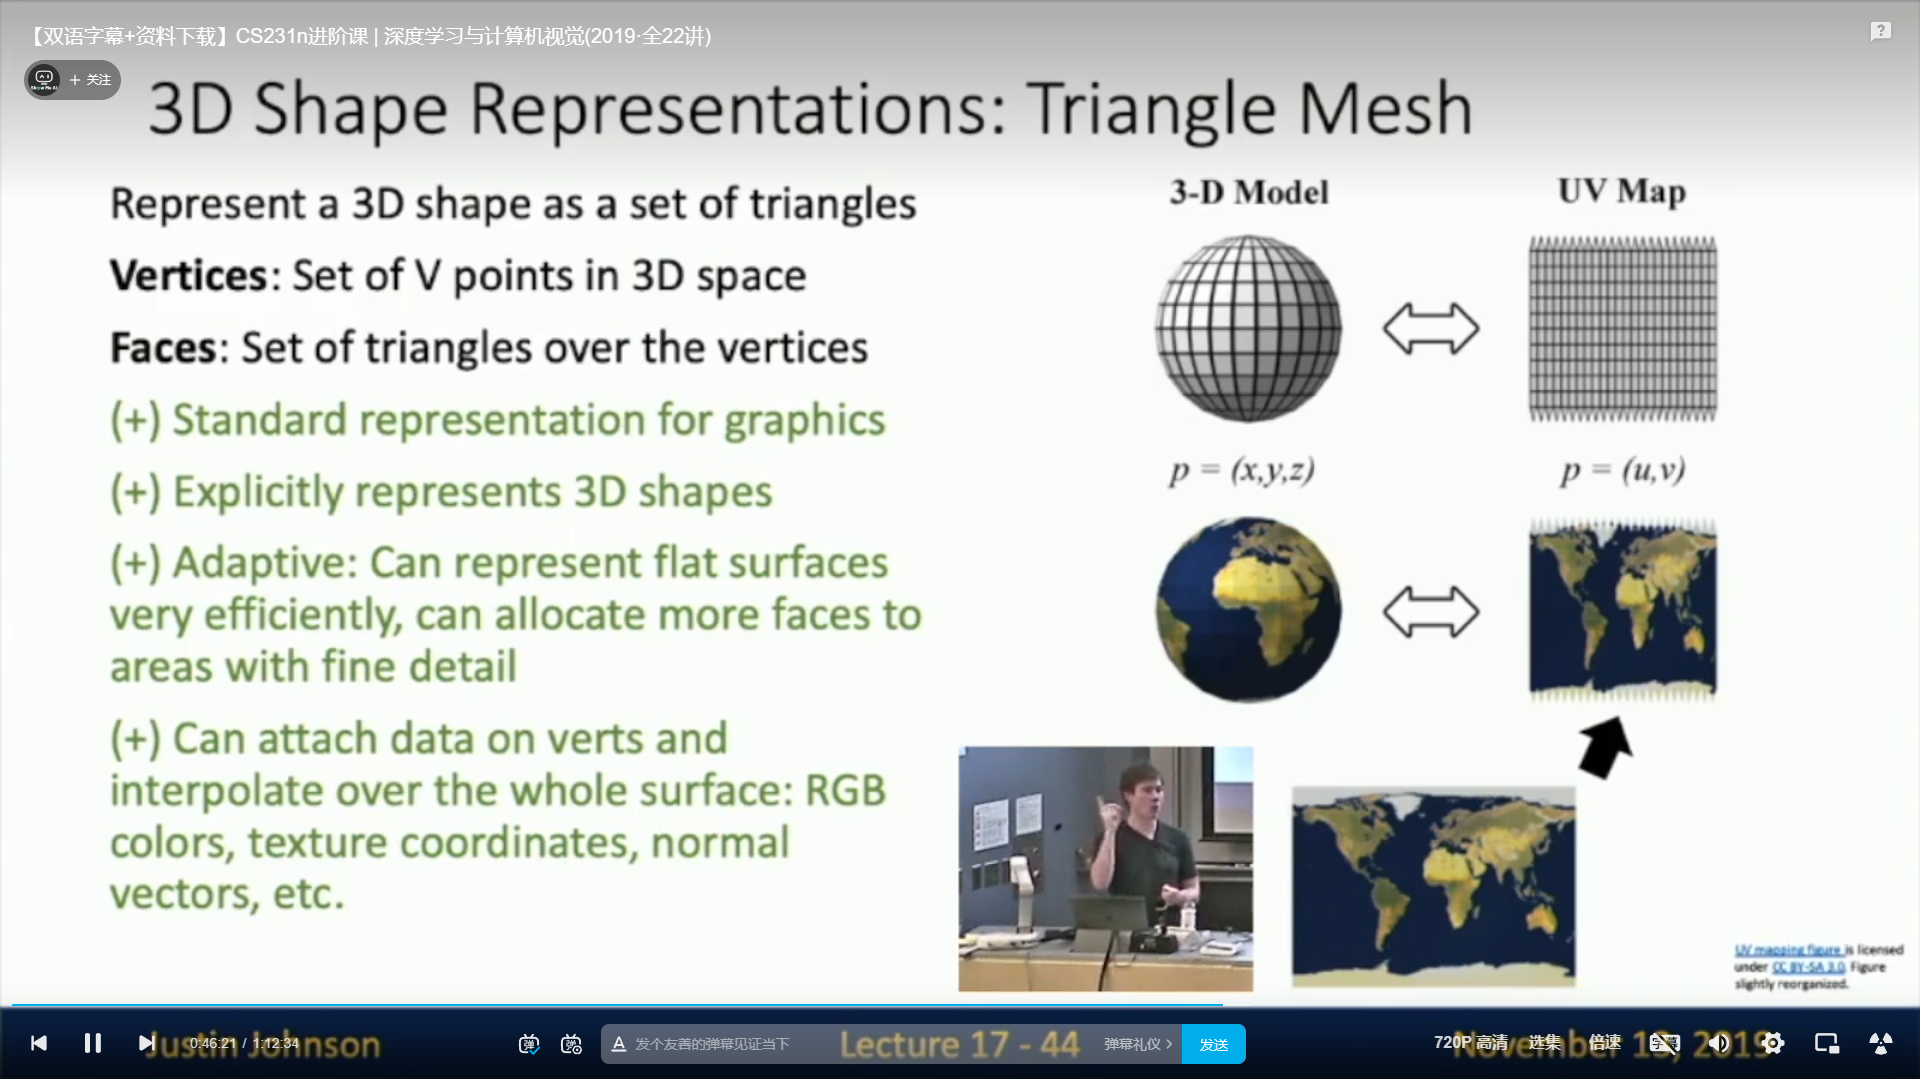 【双语字幕+资料下载】CS231n进阶课 | 深度学习与计算机视觉(2019·全22讲)
+ 关注
3D Shape Representations: Triangle Mesh
Represent a 3D shape as a set of triangles
Vertices: Set of V points in 3D space
Faces: Set of triangles over the vertices
(+) Standard representation for graphics
(+) Explicitly represents 3D shapes
(+) Adaptive: Can represent flat surfaces
very efficiently, can allocate more faces to
areas with fine detail
(+) Can attach data on verts and
interpolate over the whole surface: RGB
colors, texture coordinates, normal
vectors, etc.
3-D Model
UV Map
p = (x,y,z)
p = (u,v)
UV mapping figure is licensed
under CC BY-SA 3.0. Figure
slightly reorganized.
Justin Johnson
0:46:21 / 1:12:34
弹
弹
A 发个友善的弹幕见证当下
Lecture 17 - 44
弹幕礼仪 >
发送
November 13, 2019
720P 高清
选集
倍速
字幕